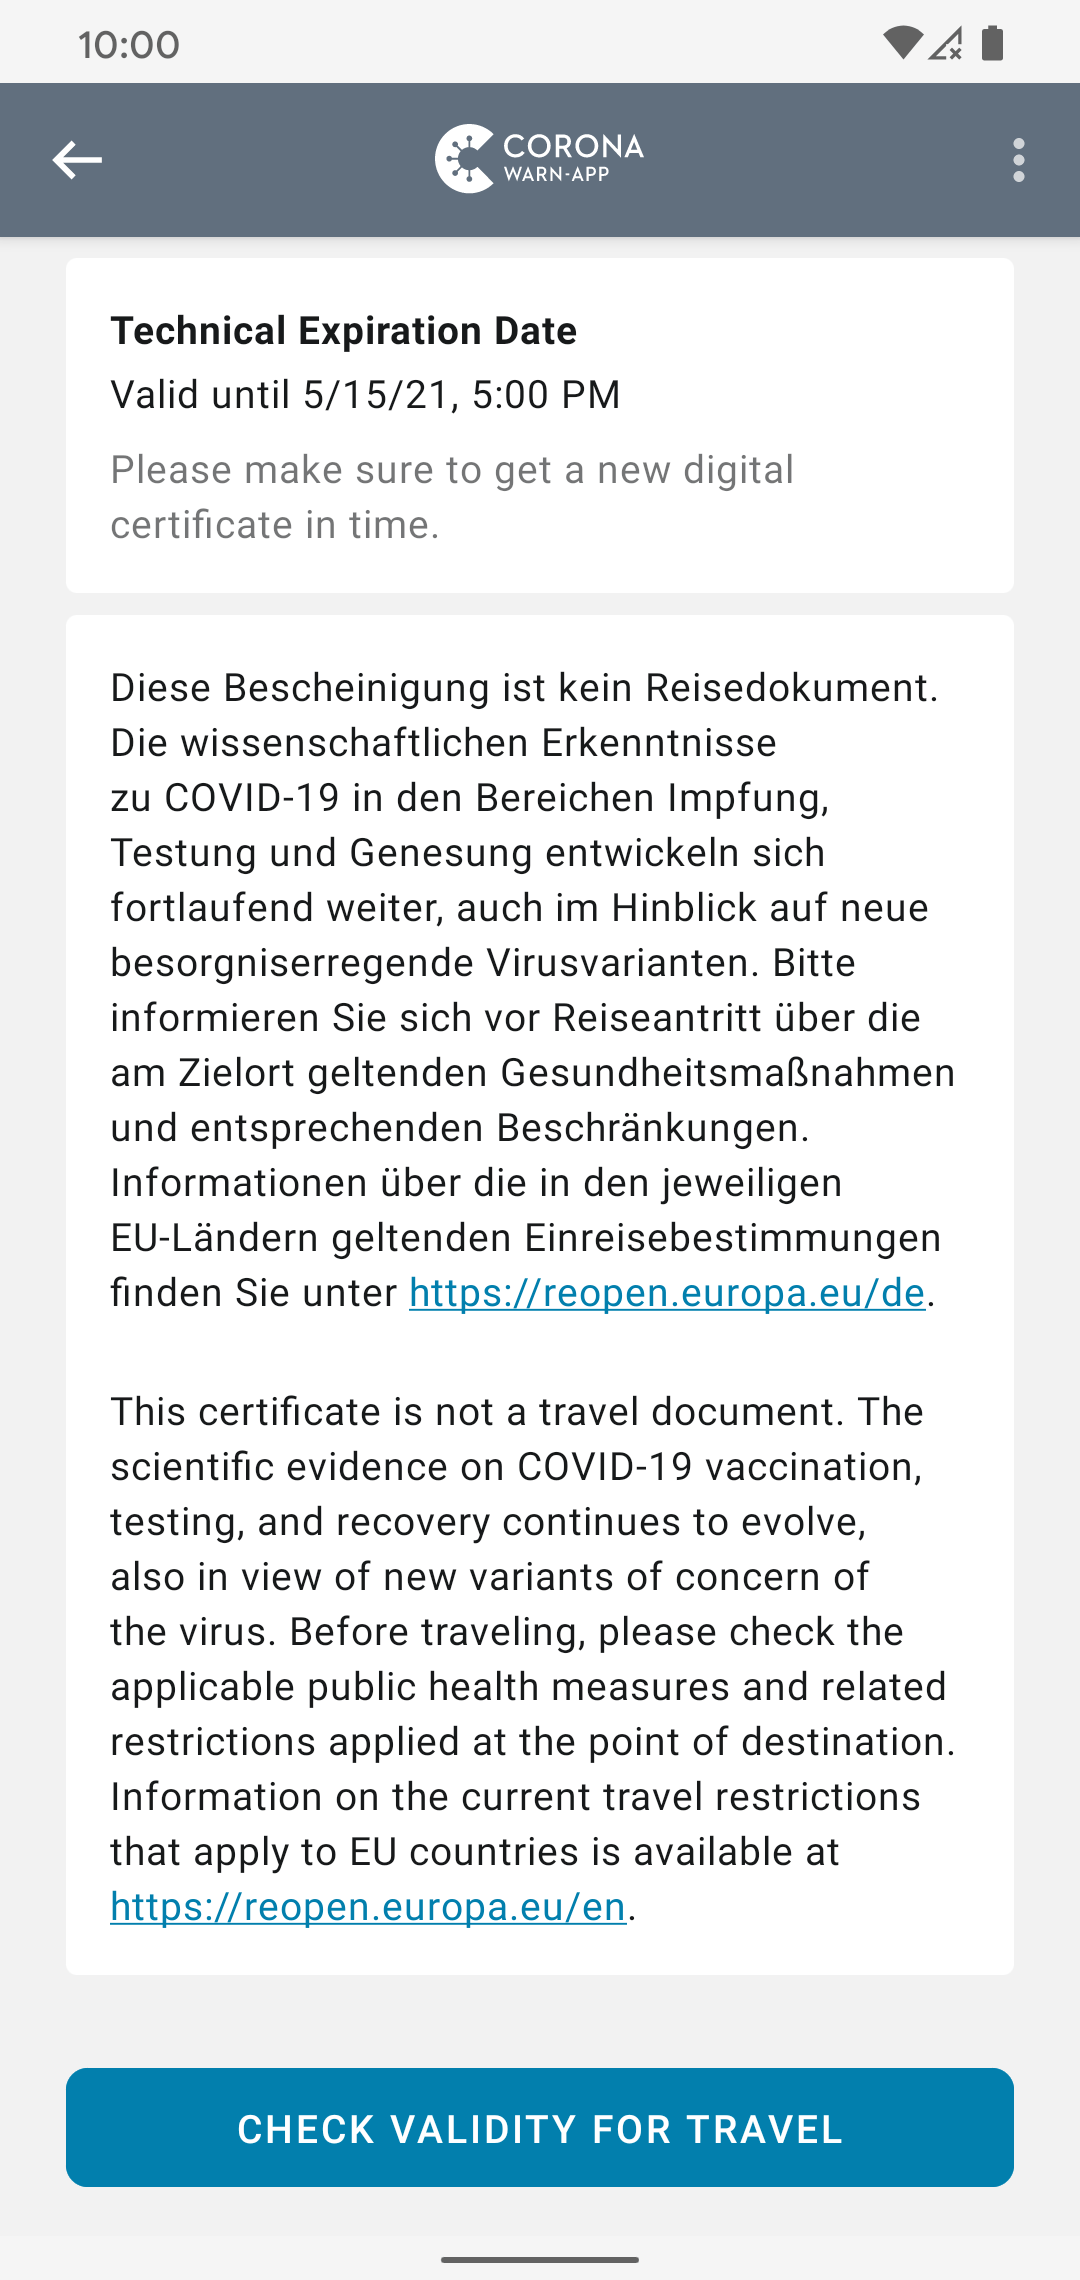 10:00
CORONA
WARN-APP
Technical Expiration Date
Valid until 5/15/21, 5:00 PM
Please make sure to get a new digital
certificate in time.
Diese Bescheinigung ist kein Reisedokument.
Die wissenschaftlichen Erkenntnisse
zu COVID-19 in den Bereichen Impfung,
Testung und Genesung entwickeln sich
fortlaufend weiter, auch im Hinblick auf neue
besorgniserregende Virusvarianten. Bitte
informieren Sie sich vor Reiseantritt über die
am Zielort geltenden Gesundheitsmaßnahmen
und entsprechenden Beschränkungen.
Informationen über die in den jeweiligen
EU-Ländern geltenden Einreisebestimmungen
finden Sie unter https://reopen.europa.eu/de.
This certificate is not a travel document. The
scientific evidence on COVID-19 vaccination,
testing, and recovery continues to evolve,
also in view of new variants of concern of
the virus. Before traveling, please check the
applicable public health measures and related
restrictions applied at the point of destination.
Information on the current travel restrictions
that apply to EU countries is available at
https://reopen.europa.eu/en.
CHECK VALIDITY FOR TRAVEL